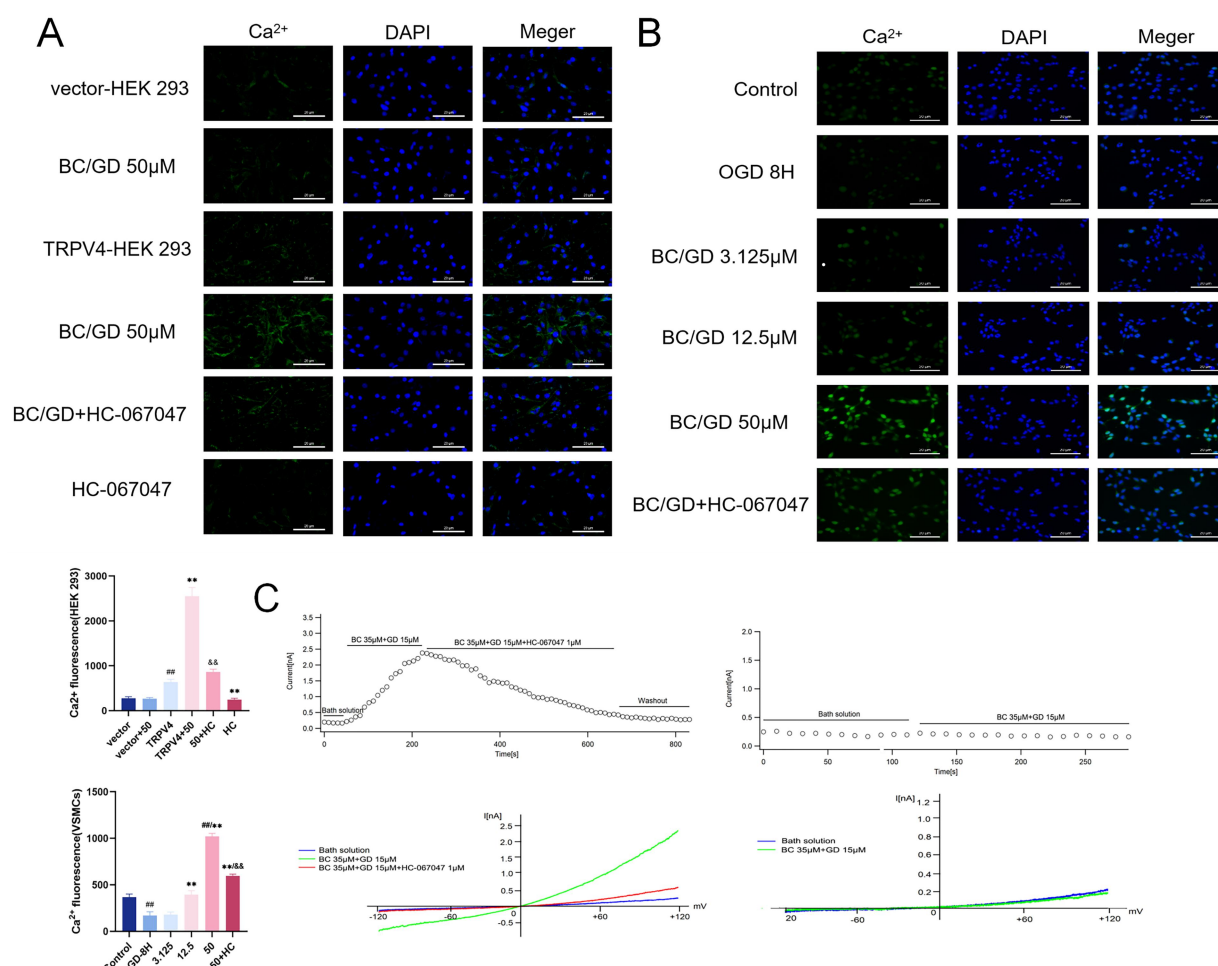 A
Ca2+ DAPI Meger
vector-HEK 293
BC/GD 50μM
TRPV4-HEK 293
BC/GD 50μM
BC/GD+HC-067047
HC-067047
B
Ca2+ DAPI Meger
Control
OGD 8H
BC/GD 3.125μM
BC/GD 12.5μM
BC/GD 50μM
BC/GD+HC-067047
Ca2+ fluorescence(HEK 293)
3000
2000
1000
0
##
**
&&
**
vector
vector+50
TRPV4
TRPV4+50
50+HC
HC
Ca2+ fluorescence(VSMCs)
1500
1000
500
0
##
**
##/**
**/&&
Control
GD-8H
3.125
12.5
50
50+HC
C
Current[nA]
3.5
3.0
2.5
2.0
1.5
1.0
0.5
0.0
BC 35μM+GD 15μM
BC 35μM+GD 15μM+HC-067047 1μM
Bath solution
Washout
0 200 400 600 800
Time[s]
Current[nA]
2.0
1.5
1.0
0.5
0.0
Bath solution
BC 35μM+GD 15μM
0 50 100 150 200 250
Time[s]
I[nA]
2.5
2.0
1.5
1.0
0.5
-0.5
Bath solution
BC 35μM+GD 15μM
BC 35μM+GD 15μM+HC-067047 1μM
-120 -60 0 +60 +120 mV
I[nA]
1.2
1.0
0.8
0.6
0.4
0.2
Bath solution
BC 35μM+GD 15μM
20 -60 0 +60 +120 mV